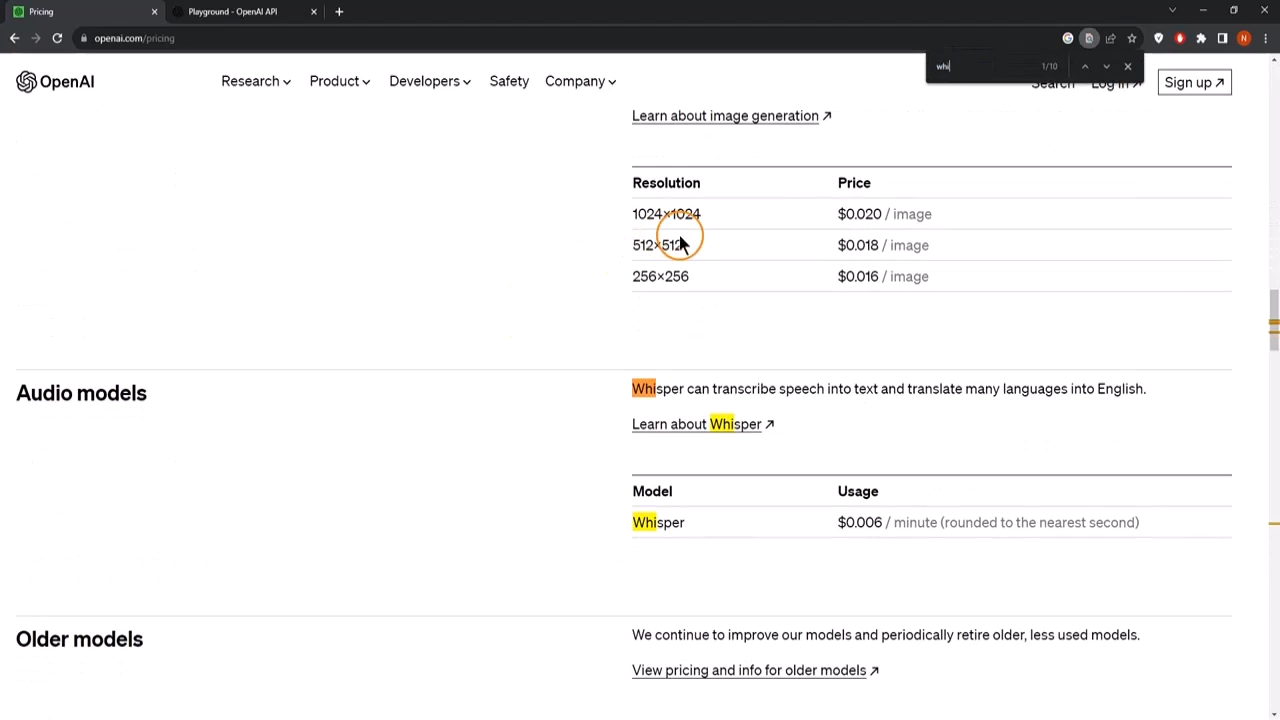 Pricing
Playground - OpenAI API
openai.com/pricing
N
whi
1/10
OpenAI
Research
Product
Developers
Safety
Company
Search
Log in
Sign up
Learn about image generation
Resolution Price
1024×1024 $0.020 / image
512×512 $0.018 / image
256×256 $0.016 / image
Audio models
Whisper can transcribe speech into text and translate many languages into English.
Learn about Whisper
Model Usage
Whisper $0.006 / minute (rounded to the nearest second)
Older models
We continue to improve our models and periodically retire older, less used models.
View pricing and info for older models